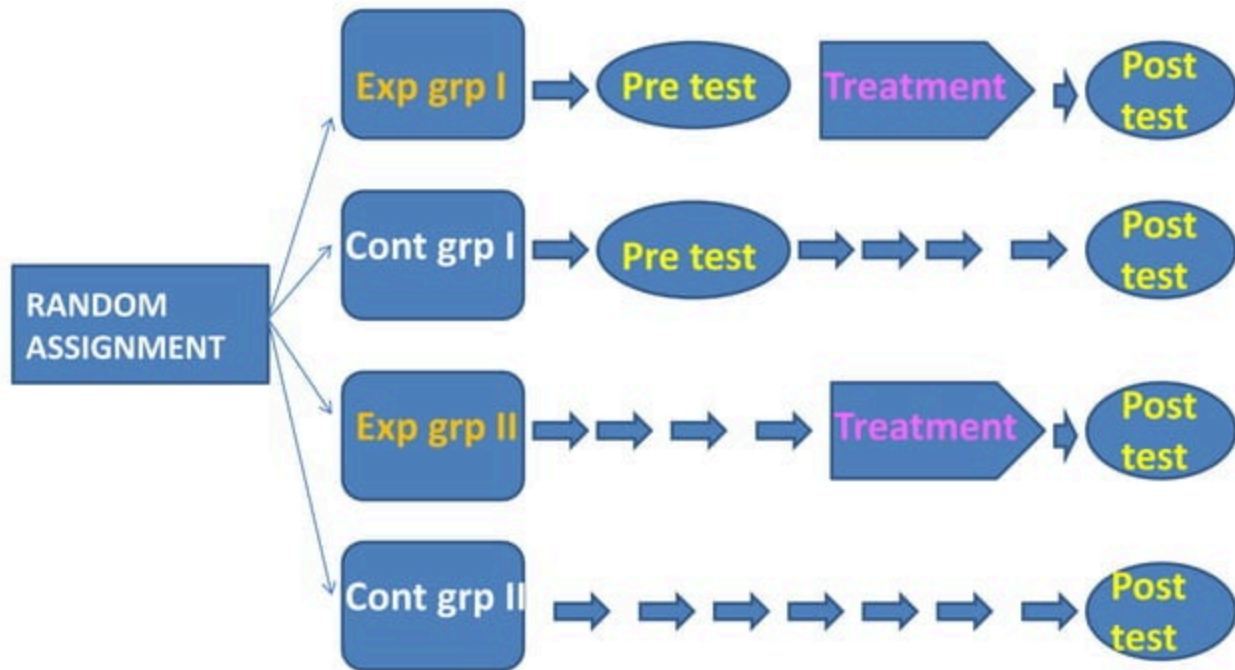 Exp grp I
Pre test
Treatment
Post
test
Cont grp I
Pre test
Post
test
RANDOM
ASSIGNMENT
Exp grp II
Treatment
Post
test
Cont grp II
Post
test